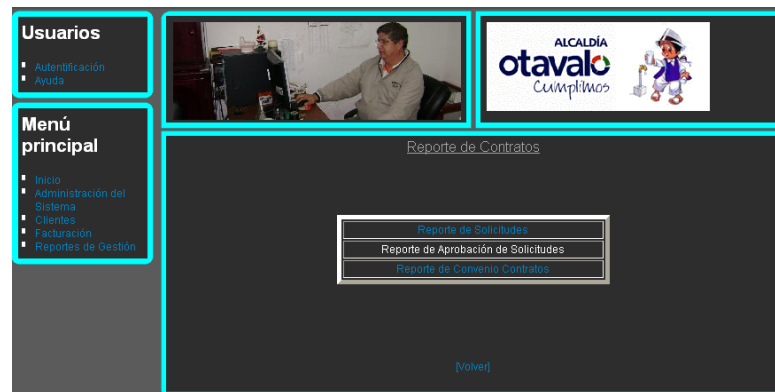 Usuarios
Autentificación
Ayuda
Menú
principal
Inicio
Administración del
Sistema
Clientes
Facturación
Reportes de Gestión
ALCALDÍA
otavalo
Cumplimos
Reporte de Contratos
Reporte de Solicitudes
Reporte de Aprobación de Solicitudes
Reporte de Convenio Contratos
[Volver]